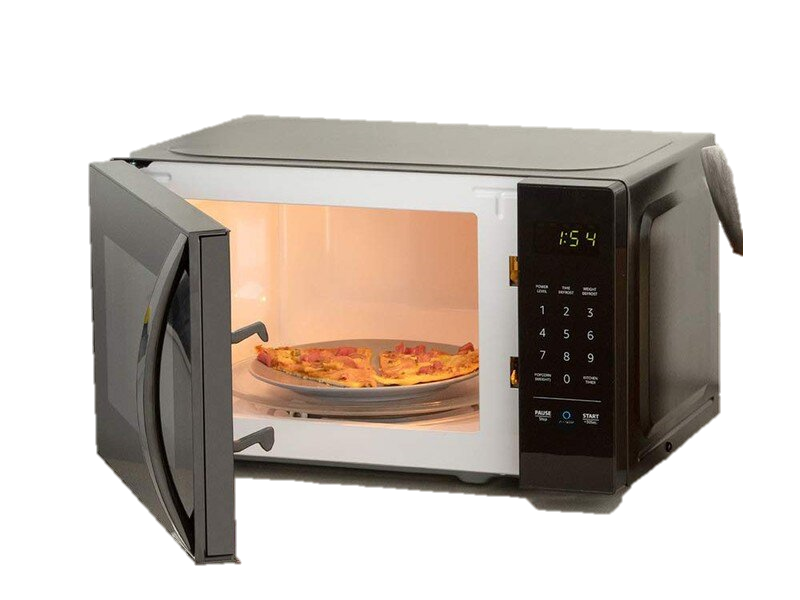 1:54
POWER LEVEL
TIME DEFROST
WEIGHT DEFROST
1 2 3
4 5 6
7 8 9
POPCORN (WEIGHT)
0
KITCHEN TIMER
PAUSE
Stop
START